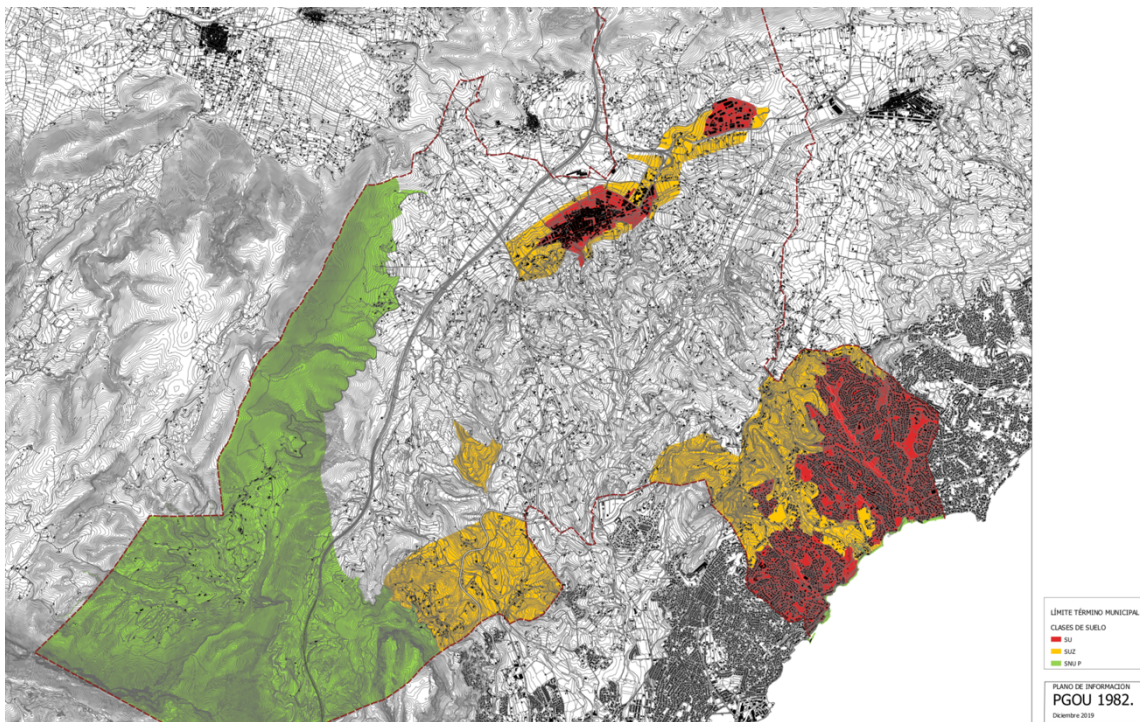 LÍMITE TÉRMINO MUNICIPAL
CLASES DE SUELO
SU
SUZ
SNU P
PLANO DE INFORMACIÓN
PGOU 1982.
Diciembre 2019